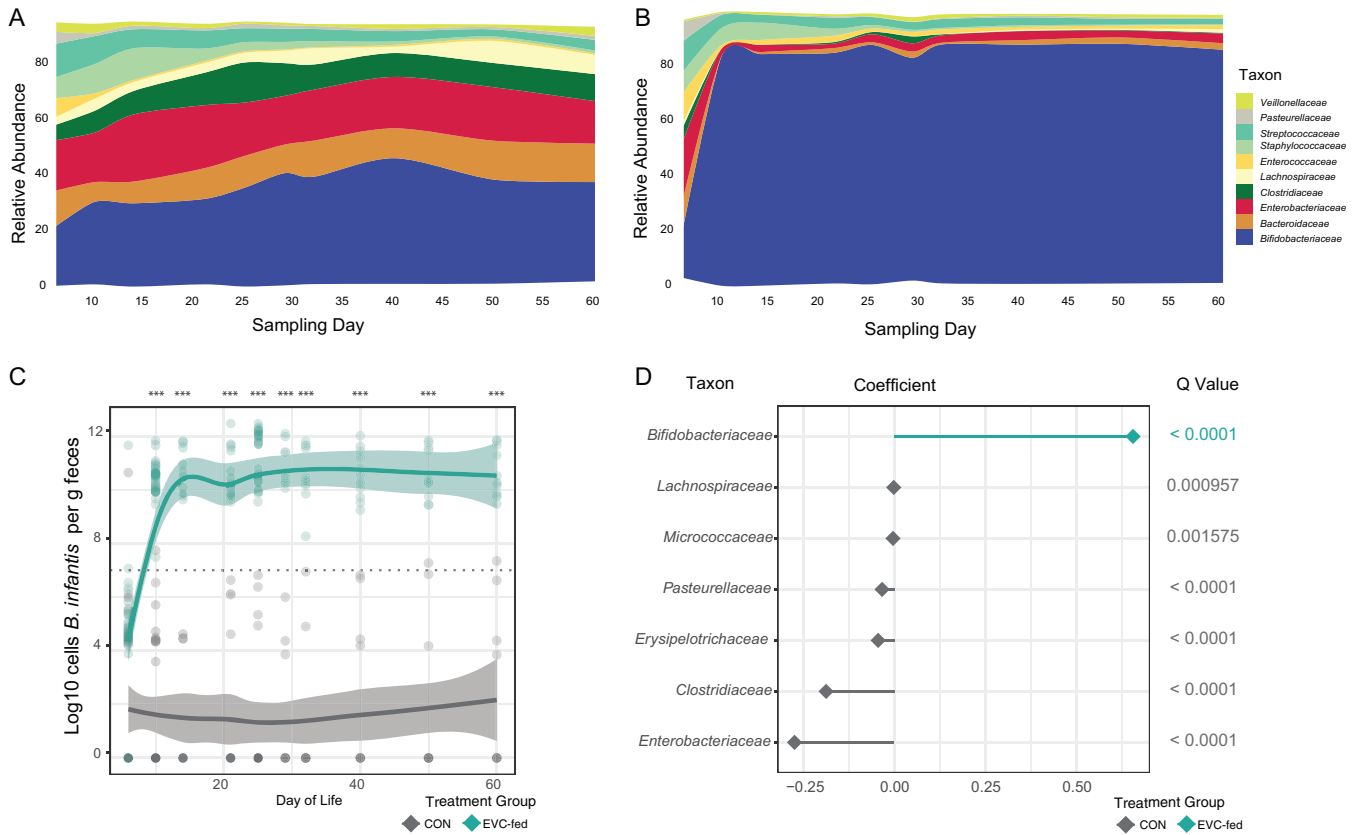 A
Relative Abundance
80
60
40
20
0
10 15 20 25 30 35 40 45 50 55 60
Sampling Day
B
Relative Abundance
80
60
40
20
0
10 15 20 25 30 35 40 45 50 55 60
Sampling Day
Taxon
Veillonellaceae
Pasteurellaceae
Streptococcaceae
Staphylococcaceae
Enterococcaceae
Lachnospiraceae
Clostridiaceae
Enterobacteriaceae
Bacteroidaceae
Bifidobacteriaceae
C
*** *** *** *** *** *** *** *** ***
Log10 cells B. infantis per g feces
12
8
4
0
20 40 60
Day of Life
Treatment Group
CON EVC-fed
D
Taxon Coefficient Q Value
Bifidobacteriaceae < 0.0001
Lachnospiraceae 0.000957
Micrococcaceae 0.001575
Pasteurellaceae < 0.0001
Erysipelotrichaceae < 0.0001
Clostridiaceae < 0.0001
Enterobacteriaceae < 0.0001
−0.25 0.00 0.25 0.50
Treatment Group
CON EVC-fed